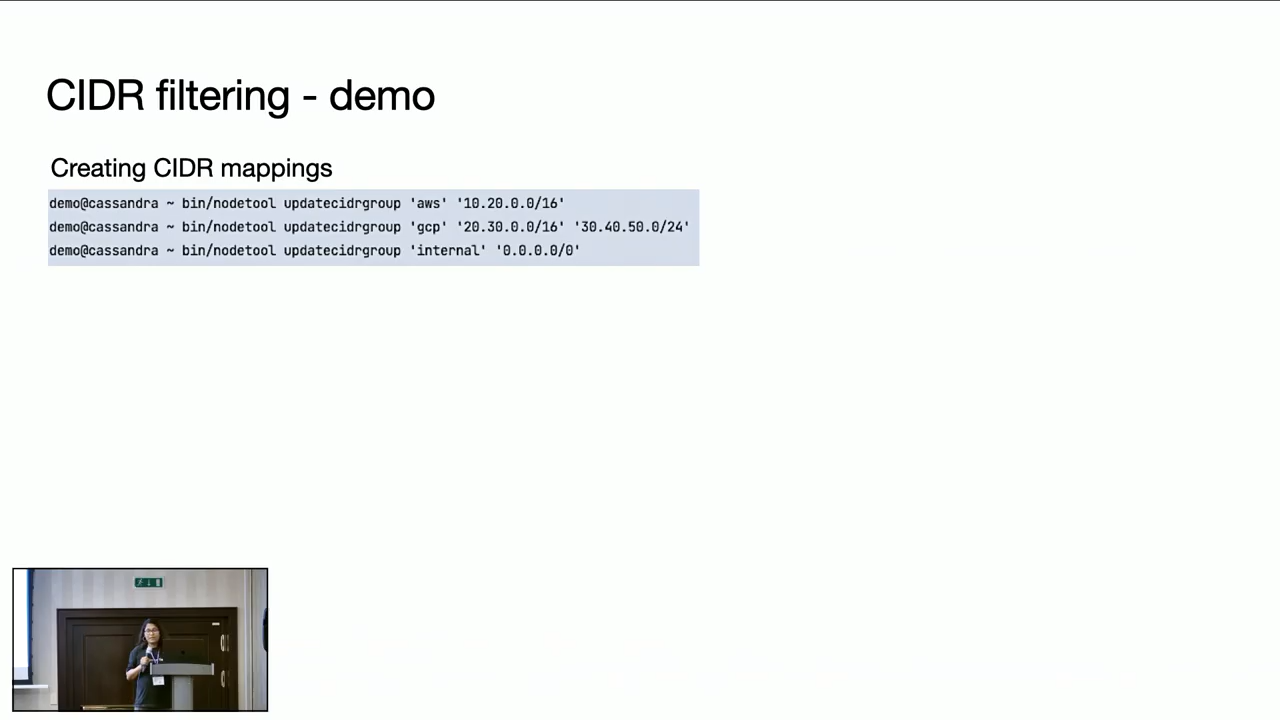 CIDR filtering - demo
Creating CIDR mappings
demo@cassandra ~ bin/nodetool updatecidrgroup 'aws' '10.20.0.0/16'
demo@cassandra ~ bin/nodetool updatecidrgroup 'gcp' '20.30.0.0/16' '30.40.50.0/24'
demo@cassandra ~ bin/nodetool updatecidrgroup 'internal' '0.0.0.0/0'